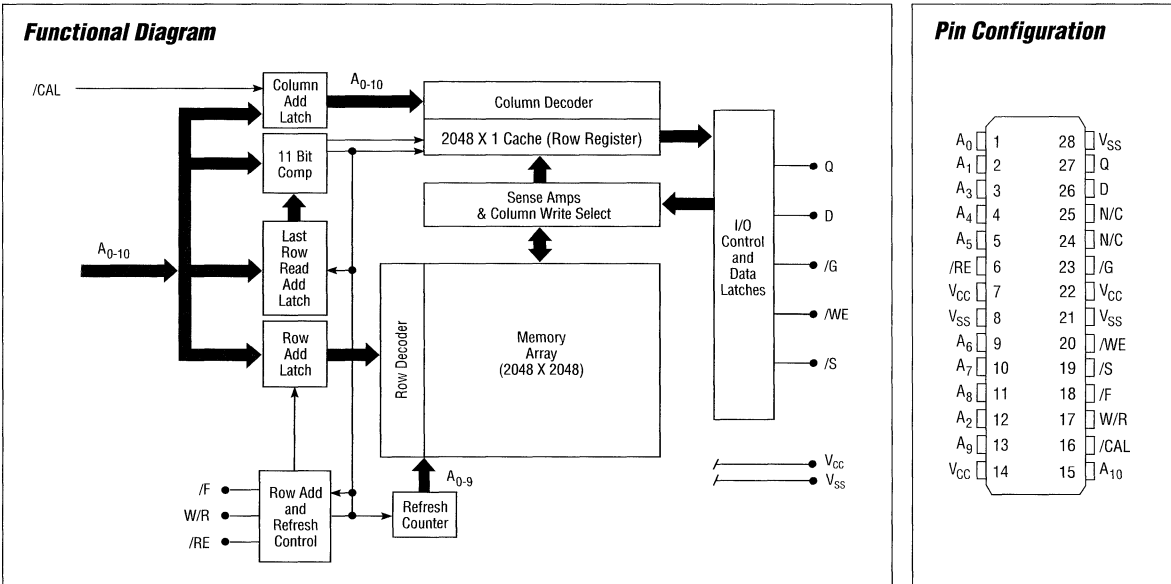 Functional Diagram
/CAL
Column
Add
Latch
A0-10
Column Decoder
2048 X 1 Cache (Row Register)
11 Bit
Comp
Sense Amps
& Column Write Select
Last
Row
Read
Add
Latch
A0-10
Row
Add
Latch
Row Decoder
Memory
Array
(2048 X 2048)
I/O
Control
and
Data
Latches
Q
D
/G
/WE
/S
VCC
VSS
/F
W/R
/RE
Row Add
and
Refresh
Control
Refresh
Counter
A0-9
Pin Configuration
A0 1 28 VSS
A1 2 27 Q
A3 3 26 D
A4 4 25 N/C
A5 5 24 N/C
/RE 6 23 /G
VCC 7 22 VCC
VSS 8 21 VSS
A6 9 20 /WE
A7 10 19 /S
A8 11 18 /F
A2 12 17 W/R
A9 13 16 /CAL
VCC 14 15 A10